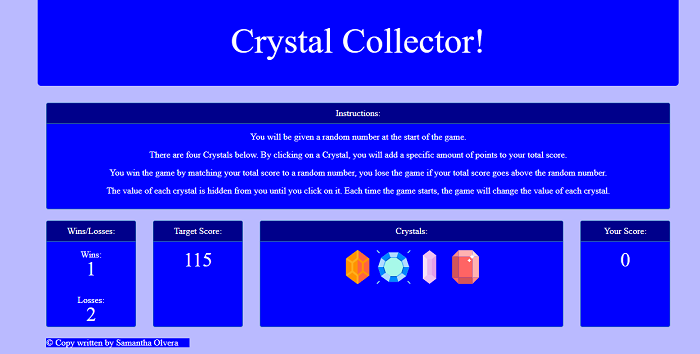 Crystal Collector!
Instructions:
You will be given a random number at the start of the game.
There are four Crystals below. By clicking on a Crystal, you will add a specific amount of points to your total score.
You win the game by matching your total score to a random number, you lose the game if your total score goes above the random number.
The value of each crystal is hidden from you until you click on it. Each time the game starts, the game will change the value of each crystal.
Wins/Losses:
Wins:
1
Losses:
2
Target Score:
115
Crystals:
Your Score:
0
© Copy written by Samantha Olvera